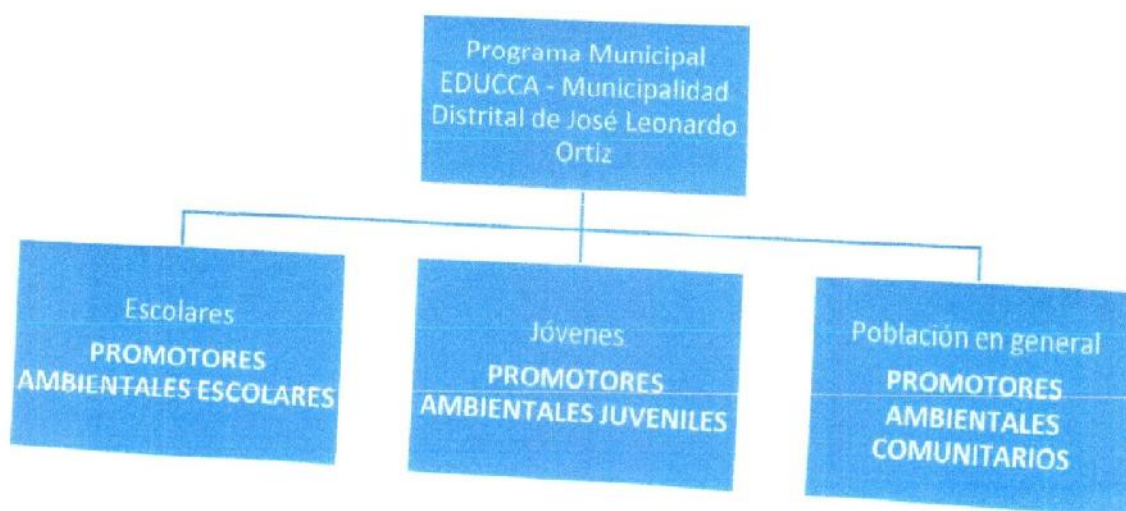 Programa Municipal
EDUCCA - Municipalidad
Distrital de José Leonardo
Ortiz
Escolares
PROMOTORES
AMBIENTALES ESCOLARES
Jóvenes
PROMOTORES
AMBIENTALES JUVENILES
Población en general
PROMOTORES
AMBIENTALES
COMUNITARIOS